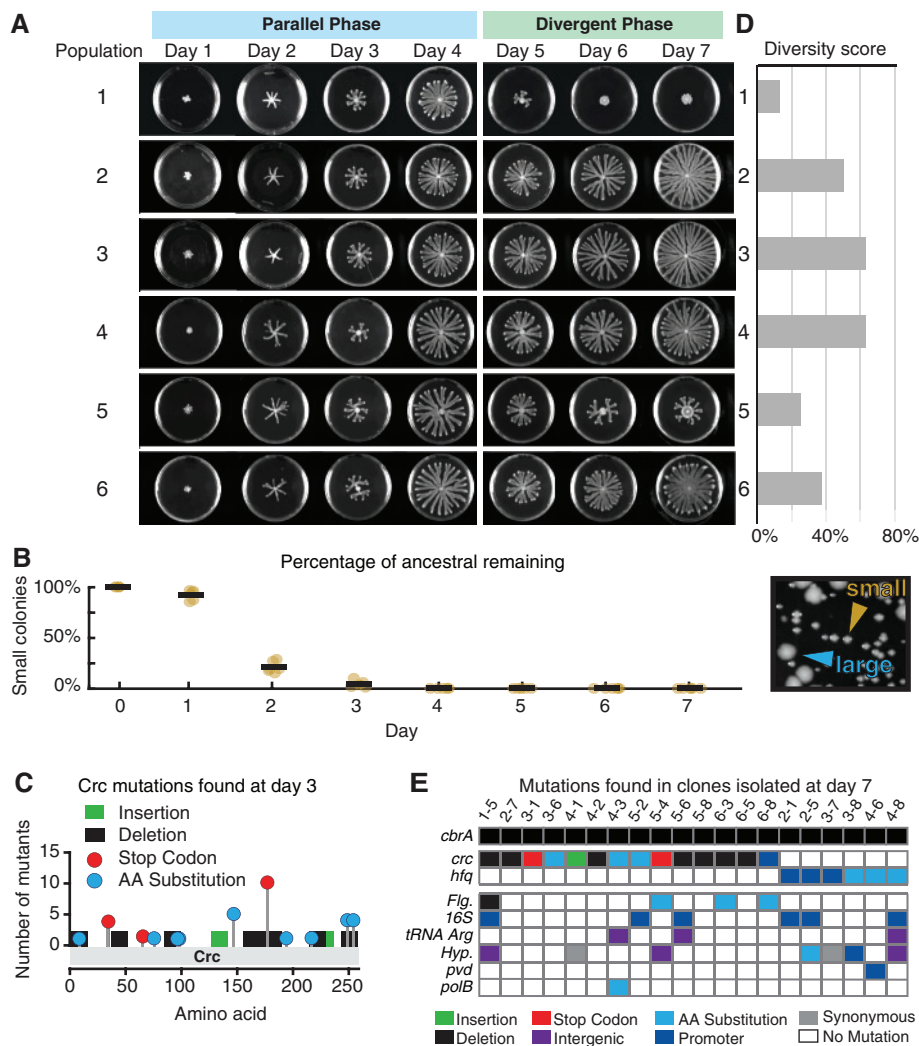 A
Parallel Phase
Divergent Phase
D
Population
Day 1
Day 2
Day 3
Day 4
Day 5
Day 6
Day 7
Diversity score
1
2
3
4
5
6
1
2
3
4
5
6
0%
40%
80%
B
Percentage of ancestral remaining
100%
50%
0%
Small colonies
0
1
2
3
4
5
6
7
Day
small
large
C
Crc mutations found at day 3
Insertion
Deletion
Stop Codon
AA Substitution
Number of mutants
15
10
5
0
Crc
0
50
100
150
200
250
Amino acid
E
Mutations found in clones isolated at day 7
1-5
2-7
3-1
3-6
4-1
4-2
4-3
5-2
5-4
5-6
5-8
6-3
6-5
6-8
2-1
2-5
3-7
3-8
4-6
4-8
cbrA
crc
hfq
Flg.
16S
tRNA Arg
Hyp.
pvd
polB
Insertion
Stop Codon
AA Substitution
Synonymous
Deletion
Intergenic
Promoter
No Mutation